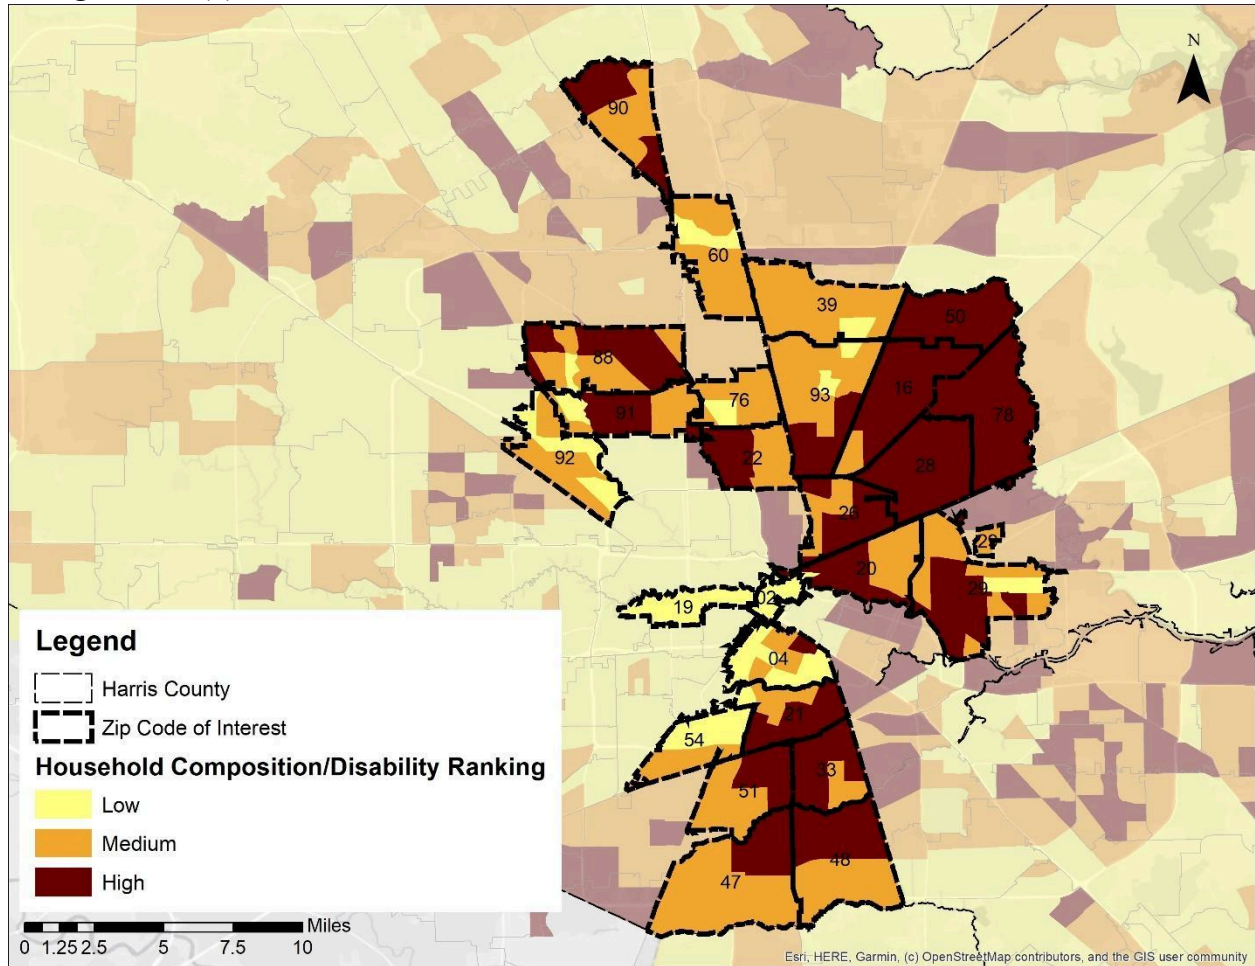 N
90
60
39
50
88
16
76
93
78
91
22
92
28
26
29
20
29
02
19
04
21
54
33
51
48
47
Legend
Harris County
Zip Code of Interest
Household Composition/Disability Ranking
Low
Medium
High
Miles
0 1.25 2.5 5 7.5 10
Esri, HERE, Garmin, (c) OpenStreetMap contributors, and the GIS user community